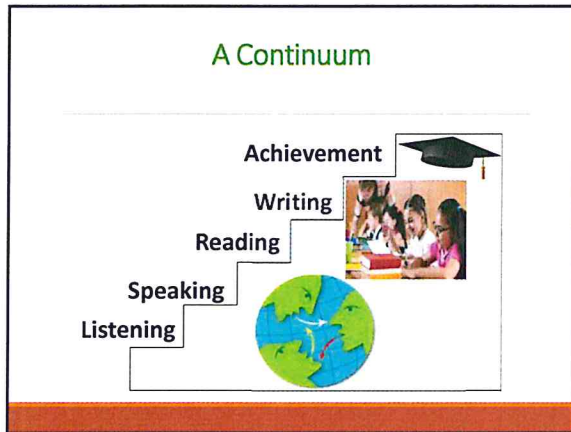 A Continuum
Achievement
Writing
Reading
Speaking
Listening